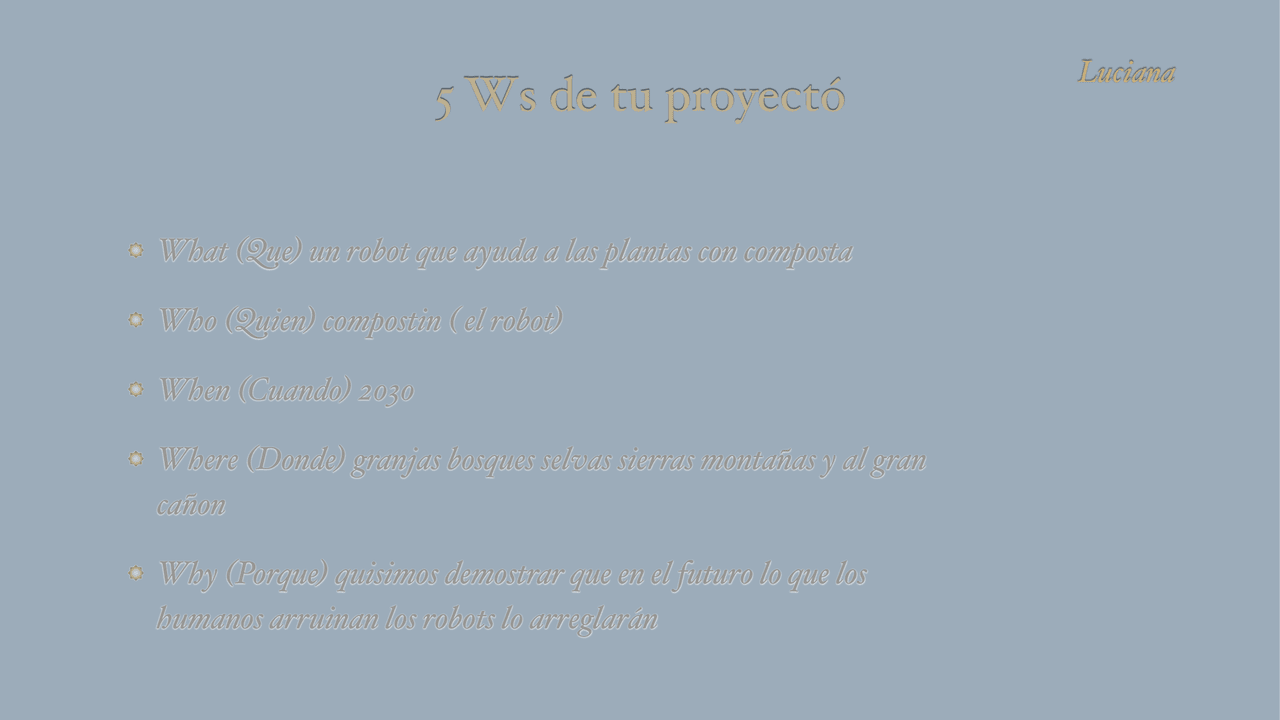 Luciana
5 Ws de tu proyectó
What (Que) un robot que ayuda a las plantas con composta
Who (Quien) compostin ( el robot)
When (Cuando) 2030
Where (Donde) granjas bosques selvas sierras montañas y al gran
cañon
Why (Porque) quisimos demostrar que en el futuro lo que los
humanos arruinan los robots lo arreglarán